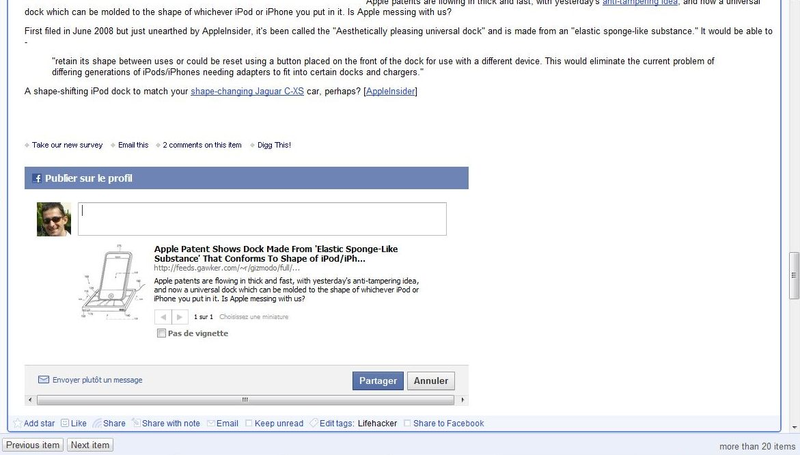 Apple patents are flowing in thick and fast, with yesterday's anti-tampering idea, and now a universal
dock which can be molded to the shape of whichever iPod or iPhone you put in it. Is Apple messing with us?
First filed in June 2008 but just unearthed by AppleInsider, it's been called the "Aesthetically pleasing universal dock" and is made from an "elastic sponge-like substance." It would be able to
-
"retain its shape between uses or could be reset using a button placed on the front of the dock for use with a different device. This would eliminate the current problem of
differing generations of iPods/iPhones needing adapters to fit into certain docks and chargers."
A shape-shifting iPod dock to match your shape-changing Jaguar C-XS car, perhaps? [AppleInsider]
Take our new survey Email this 2 comments on this item Digg This!
f Publier sur le profil
Apple Patent Shows Dock Made From 'Elastic Sponge-Like
Substance' That Conforms To Shape of iPod/iPh...
http://feeds.gawker.com/~r/gizmodo/full/...
Apple patents are flowing in thick and fast, with yesterday's anti-tampering idea,
and now a universal dock which can be molded to the shape of whichever iPod or
iPhone you put in it. Is Apple messing with us?
1 sur 1 Choisissez une miniature
Pas de vignette
Envoyer plutôt un message Partager Annuler
Add star Like Share Share with note Email Keep unread Edit tags: Lifehacker Share to Facebook
Previous item Next item more than 20 items